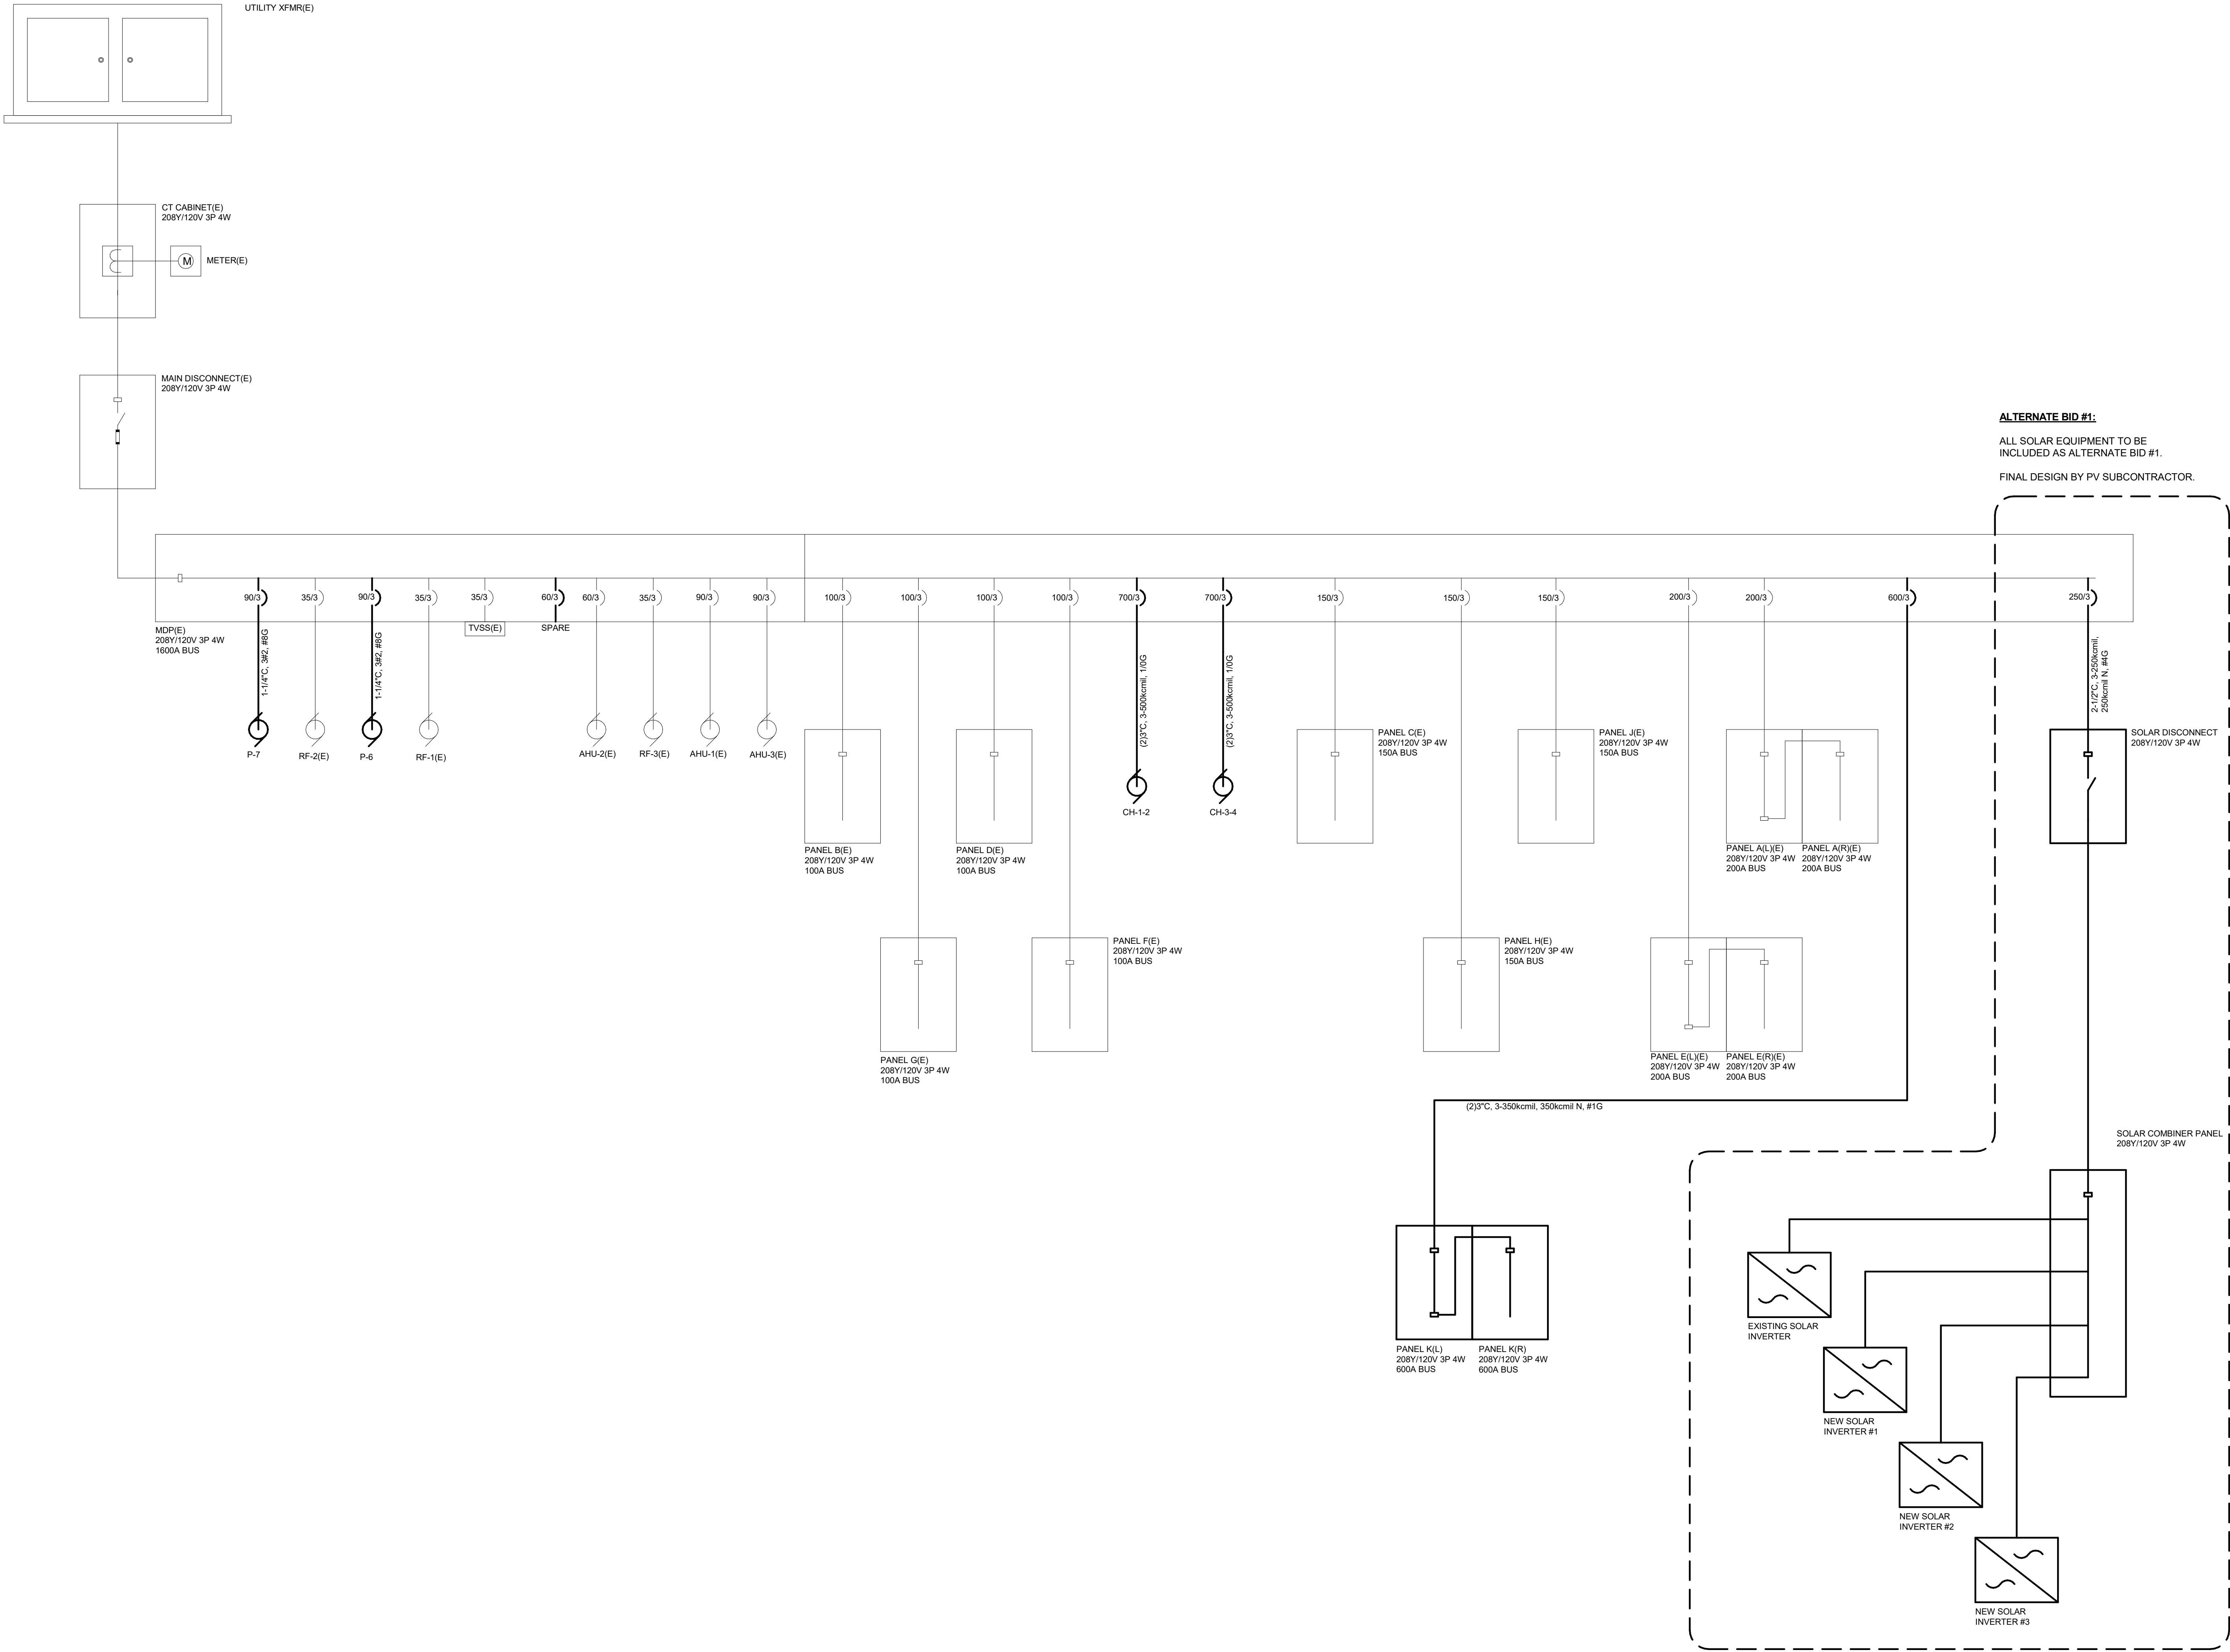 UTILITY XFMR(E)
CT CABINET(E)
208Y/120V 3P 4W
M
METER(E)
MAIN DISCONNECT(E)
208Y/120V 3P 4W
ALTERNATE BID #1:
ALL SOLAR EQUIPMENT TO BE
INCLUDED AS ALTERNATE BID #1.
FINAL DESIGN BY PV SUBCONTRACTOR.
90/3
35/3
90/3
35/3
35/3
60/3
60/3
35/3
90/3
90/3
100/3
100/3
100/3
100/3
700/3
700/3
150/3
150/3
150/3
200/3
200/3
600/3
250/3
MDP(E)
208Y/120V 3P 4W
1600A BUS
TVSS(E)
SPARE
1-1/4"C, 3#2, #8G
1-1/4"C, 3#2, #8G
(2)3"C, 3-500kcmil, 1/0G
(2)3"C, 3-500kcmil, 1/0G
2-1/2"C, 3-250kcmil,
250kcmil N, #4G
P-7
RF-2(E)
P-6
RF-1(E)
AHU-2(E)
RF-3(E)
AHU-1(E)
AHU-3(E)
CH-1-2
CH-3-4
PANEL C(E)
208Y/120V 3P 4W
150A BUS
PANEL J(E)
208Y/120V 3P 4W
150A BUS
SOLAR DISCONNECT
208Y/120V 3P 4W
PANEL B(E)
208Y/120V 3P 4W
100A BUS
PANEL D(E)
208Y/120V 3P 4W
100A BUS
PANEL A(L)(E)
208Y/120V 3P 4W
200A BUS
PANEL A(R)(E)
208Y/120V 3P 4W
200A BUS
PANEL F(E)
208Y/120V 3P 4W
100A BUS
PANEL H(E)
208Y/120V 3P 4W
150A BUS
PANEL G(E)
208Y/120V 3P 4W
100A BUS
PANEL E(L)(E)
208Y/120V 3P 4W
200A BUS
PANEL E(R)(E)
208Y/120V 3P 4W
200A BUS
(2)3"C, 3-350kcmil, 350kcmil N, #1G
SOLAR COMBINER PANEL
208Y/120V 3P 4W
PANEL K(L)
208Y/120V 3P 4W
600A BUS
PANEL K(R)
208Y/120V 3P 4W
600A BUS
EXISTING SOLAR
INVERTER
NEW SOLAR
INVERTER #1
NEW SOLAR
INVERTER #2
NEW SOLAR
INVERTER #3